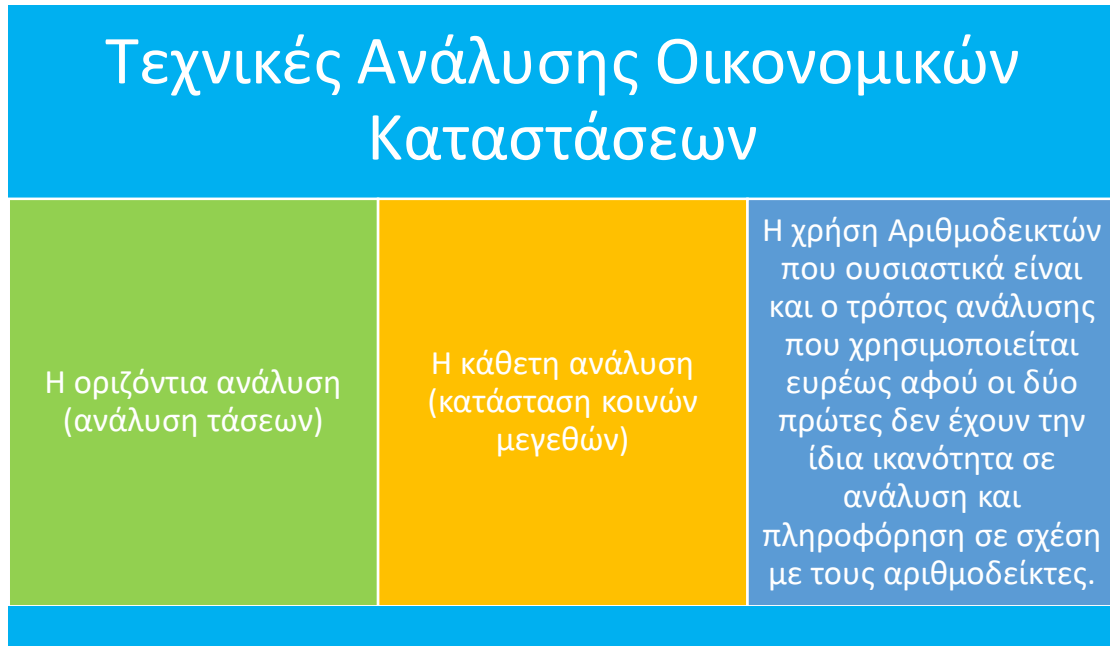 Τεχνικές Ανάλυσης Οικονομικών
Καταστάσεων
Η οριζόντια ανάλυση
(ανάλυση τάσεων)
Η κάθετη ανάλυση
(κατάσταση κοινών
μεγεθών)
Η χρήση Αριθμοδεικτών
που ουσιαστικά είναι
και ο τρόπος ανάλυσης
που χρησιμοποιείται
ευρέως αφού οι δύο
πρώτες δεν έχουν την
ίδια ικανότητα σε
ανάλυση και
πληροφόρηση σε σχέση
με τους αριθμοδείκτες.